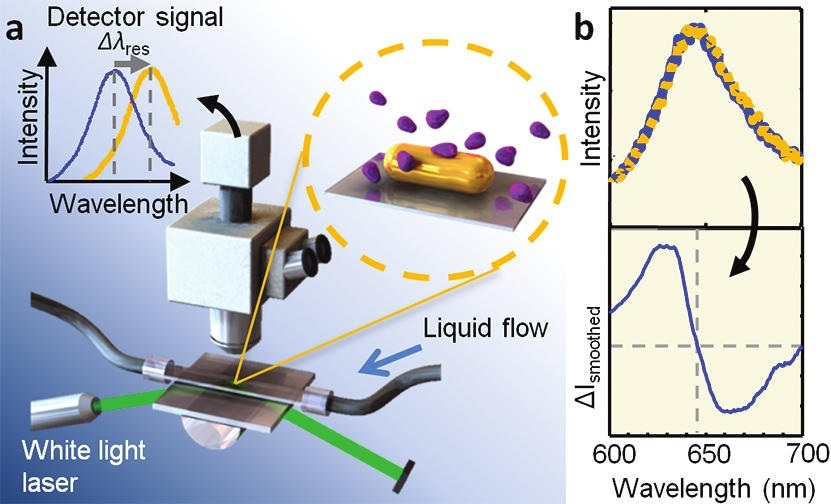 a
Detector signal
Δλres
Intensity
Wavelength
Liquid flow
White light
laser
b
Intensity
ΔIsmoothed
600
650
700
Wavelength (nm)